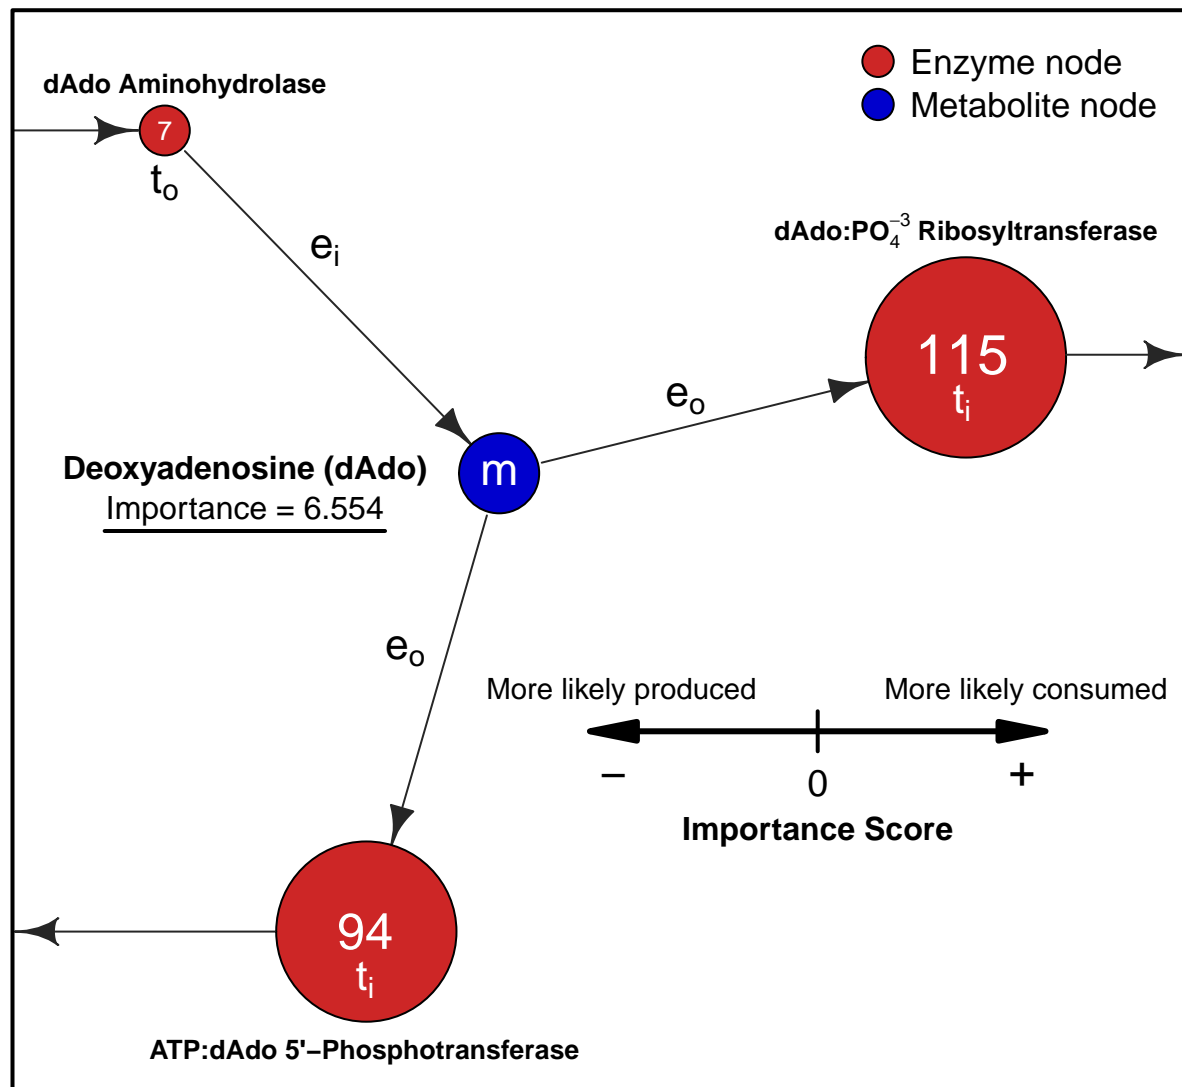 Enzyme node
Metabolite node
dAdo Aminohydrolase
7
t_o
e_i
dAdo:PO₄⁻³ Ribosyltransferase
115
t_i
e_o
m
Deoxyadenosine (dAdo)
Importance = 6.554
e_o
More likely produced
More likely consumed
− 0 +
Importance Score
94
t_i
ATP:dAdo 5'−Phosphotransferase